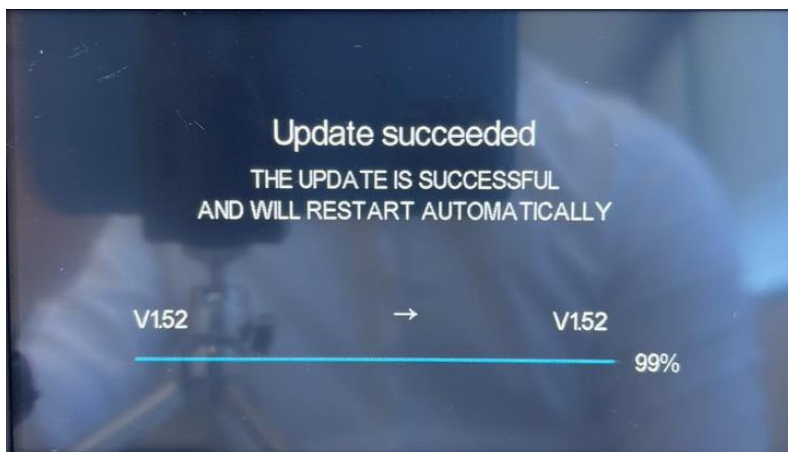 Update succeeded
THE UPDATE IS SUCCESSFUL
AND WILL RESTART AUTOMATICALLY
V1.52 → V1.52
99%